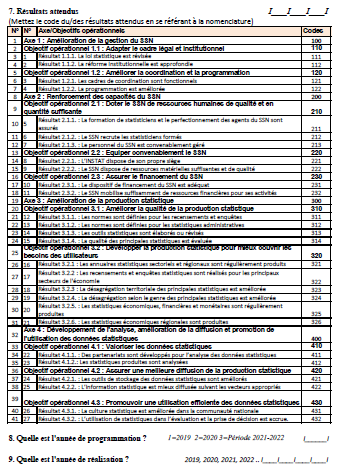 7. Résultats attendus I___I___I___I
(Mettez le code du/des résultats attendus en se référant à la nomenclature)
N° N° Axe/Objectifs opérationnels Codes
1 Axe 1 : Amélioration de la gestion du SSN 100
2 Objectif opérationnel 1.1 : Adapter le cadre légal et institutionnel 110
3 1 Résultat 1.1.1. La loi statistique est révisée 111
4 2 Résultat 1.1.2. La réforme institutionnelle est approfondie 112
5 Objectif opérationnel 1.2 : Améliorer la coordination et la programmation 120
6 3 Résultat 1.2.1. Les cadres de coordination sont fonctionnels 121
7 4 Résultat 1.2.2. La programmation est améliorée 122
8 Axe 2 : Renforcement des capacités du SSN 200
9 Objectif opérationnel 2.1 : Doter le SSN de ressources humaines de qualité et en
quantité suffisante 210
10 5 Résultat 2.1.1. : La formation de statisticiens et le perfectionnement des agents du SSN sont
assurés 211
11 6 Résultat 2.1.2. : Le SSN recrute les statisticiens formés 212
12 7 Résultat 2.1.3. : Le personnel du SSN est convenablement géré 213
13 Objectif opérationnel 2.2 : Equiper convenablement le SSN 220
14 8 Résultat 2.2.1. : L'INSTAT dispose de son propre siège 221
15 9 Résultat 2.2.2. : Le SSN dispose de ressources matérielles suffisantes et de qualité 222
16 Objectif opérationnel 2.3 : Assurer le financement du SSN 230
17 10 Résultat 2.3.1. : Le dispositif de financement du SSN est adéquat 231
18 11 Résultat 2.3.2. : Le SSN mobilise suffisamment de ressources financières pour ses activités 232
19 Axe 3 : Amélioration de la production statistique 300
20 Objectif opérationnel 3.1 : Améliorer la qualité de la production statistique 310
21 12 Résultat 3.1.1. : Les normes sont définies pour les recensements et enquêtes 311
22 13 Résultat 3.1.2. : Les normes sont définies pour les statistiques administratives 312
23 14 Résultat 3.1.3. : Les outils statistiques sont élaborés ou révisés 313
24 15 Résultat 3.1.4. : La qualité des principales statistiques est évaluée 314
25 Objectif opérationnel 3.2 : Développer la production statistique pour mieux couvrir les
besoins des utilisateurs 320
26 16 Résultat 3.2.1 : Les annuaires statistiques sectoriels et régionaux sont régulièrement produits 321
27 17 Résultat 3.2.2 : Les recensements et enquêtes statistiques sont réalisés pour les principaux
secteurs de l'économie 322
28 18 Résultat 3.2.3 : La désagrégation territoriale des principales statistiques est améliorée 323
29 19 Résultat 3.2.4. : La désagrégation selon le genre des principales statistiques est améliorée 324
30 20 Résultat 3.2.5. : Les statistiques économiques, financières et monétaires sont régulièrement
produites 325
31 21 Résultat 3.2.6. : Les statistiques économiques régionales sont produites 326
32 Axe 4 : Développement de l'analyse, amélioration de la diffusion et promotion de
l'utilisation des données statistiques 400
33 Objectif opérationnel 4.1 : Valoriser les données statistiques 410
34 22 Résultat 4.1.1. : Des partenariats sont développés pour l'analyse des données statistiques 411
35 23 Résultat 4.1.2. : Les statistiques produites sont analysées 412
36 Objectif opérationnel 4.2 : Assurer une meilleure diffusion de la production statistique 420
37 24 Résultat 4.2.1. : Les outils de stockage des données statistiques sont améliorés 421
38 25 Résultat 4.2.2. : L'information statistique est mieux diffusée suivant les vecteurs appropriés 422
39 Objectif opérationnel 4.3 : Promouvoir une utilisation efficiente des données statistiques 430
40 26 Résultat 4.3.1. : La culture statistique est améliorée dans la communauté nationale 431
41 27 Résultat 4.3.2. : L'utilisation de statistiques dans l'évaluation et la prise de décision est accrue. 432
8. Quelle est l'année de programmation ? 1=2019 2=2020 3=Période 2021-2022 I____I
9. Quelle est l'année de réalisation ? 2019, 2020, 2021, 2022 .. I____I____I____I____I